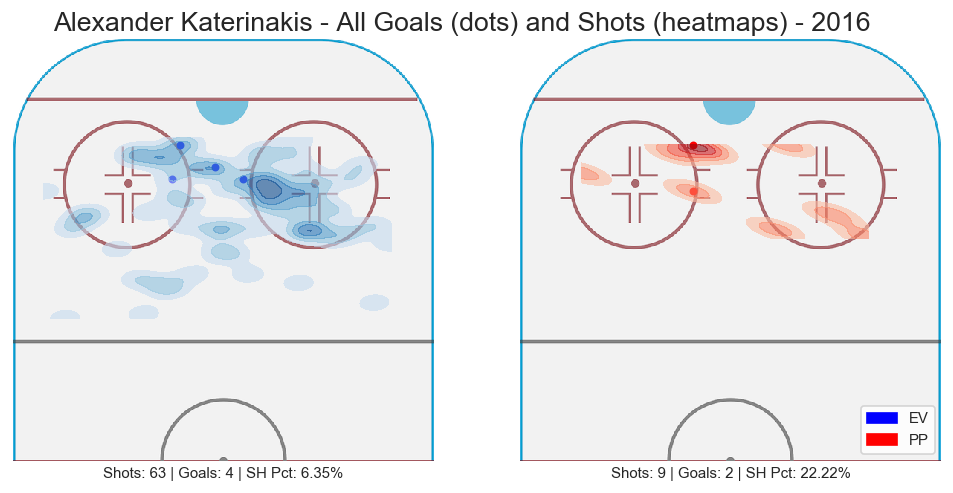 Alexander Katerinakis - All Goals (dots) and Shots (heatmaps) - 2016
EV
PP
Shots: 63 | Goals: 4 | SH Pct: 6.35%
Shots: 9 | Goals: 2 | SH Pct: 22.22%